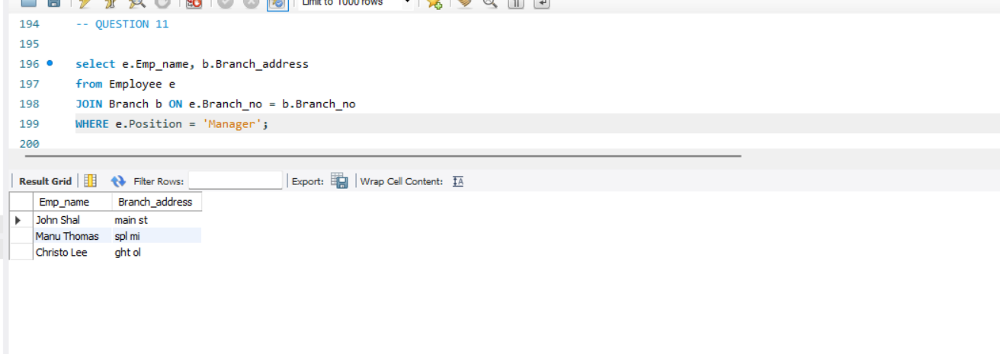 Limit to 1000 rows
194 -- QUESTION 11
195
196 select e.Emp_name, b.Branch_address
197 from Employee e
198 JOIN Branch b ON e.Branch_no = b.Branch_no
199 WHERE e.Position = 'Manager';
200
Result Grid Filter Rows: Export: Wrap Cell Content:
Emp_name Branch_address
John Shal main st
Manu Thomas spl mi
Christo Lee ght ol